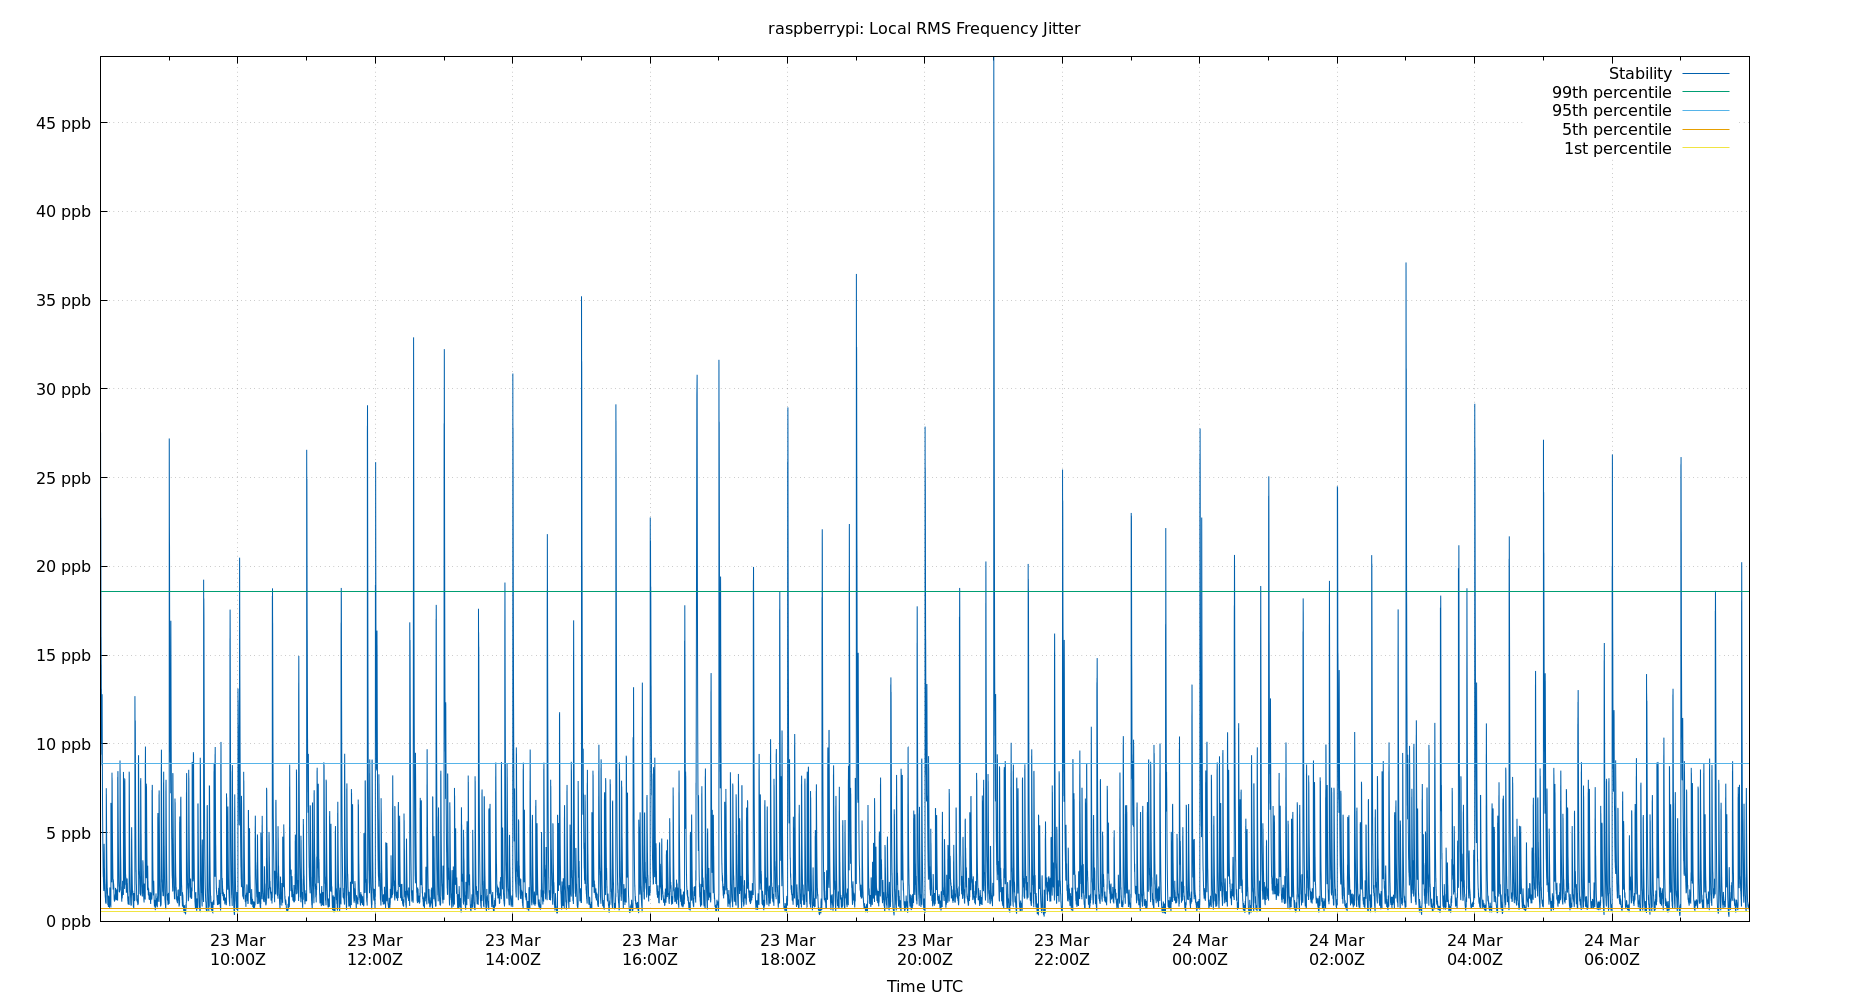 raspberrypi: Local RMS Frequency Jitter
Stability
99th percentile
95th percentile
5th percentile
1st percentile
45 ppb
40 ppb
35 ppb
30 ppb
25 ppb
20 ppb
15 ppb
10 ppb
5 ppb
0 ppb
23 Mar 23 Mar 23 Mar 23 Mar 23 Mar 23 Mar 23 Mar 24 Mar 24 Mar 24 Mar 24 Mar
10:00Z 12:00Z 14:00Z 16:00Z 18:00Z 20:00Z 22:00Z 00:00Z 02:00Z 04:00Z 06:00Z
Time UTC